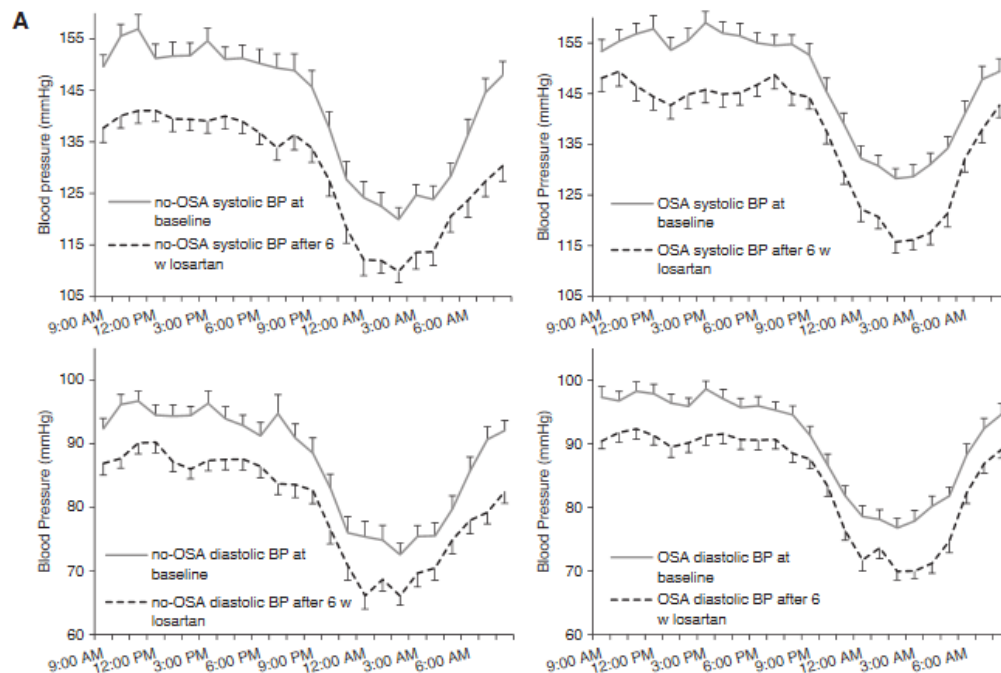 A
Blood pressure (mmHg)
155
145
135
125
115
105
no-OSA systolic BP at
baseline
no-OSA systolic BP after 6
w losartan
9:00 AM
12:00 PM
3:00 PM
6:00 PM
9:00 PM
12:00 AM
3:00 AM
6:00 AM
Blood Prressure (mmHg)
155
145
135
125
115
105
OSA systolic BP at
baseline
OSA systolic BP after 6 w
losartan
9:00 AM
12:00 PM
3:00 PM
6:00 PM
9:00 PM
12:00 AM
3:00 AM
6:00 AM
Blood Pressure (mmHg)
100
90
80
70
60
no-OSA diastolic BP at
baseline
no-OSA diastolic BP after 6 w
losartan
9:00 AM
12:00 PM
3:00 PM
6:00 PM
9:00 PM
12:00 AM
3:00 AM
6:00 AM
Blood Pressure (mmHg)
100
90
80
70
60
OSA diastolic BP at
baseline
OSA diastolic BP after 6
w losartan
9:00 AM
12:00 PM
3:00 PM
6:00 PM
9:00 PM
12:00 AM
3:00 AM
6:00 AM